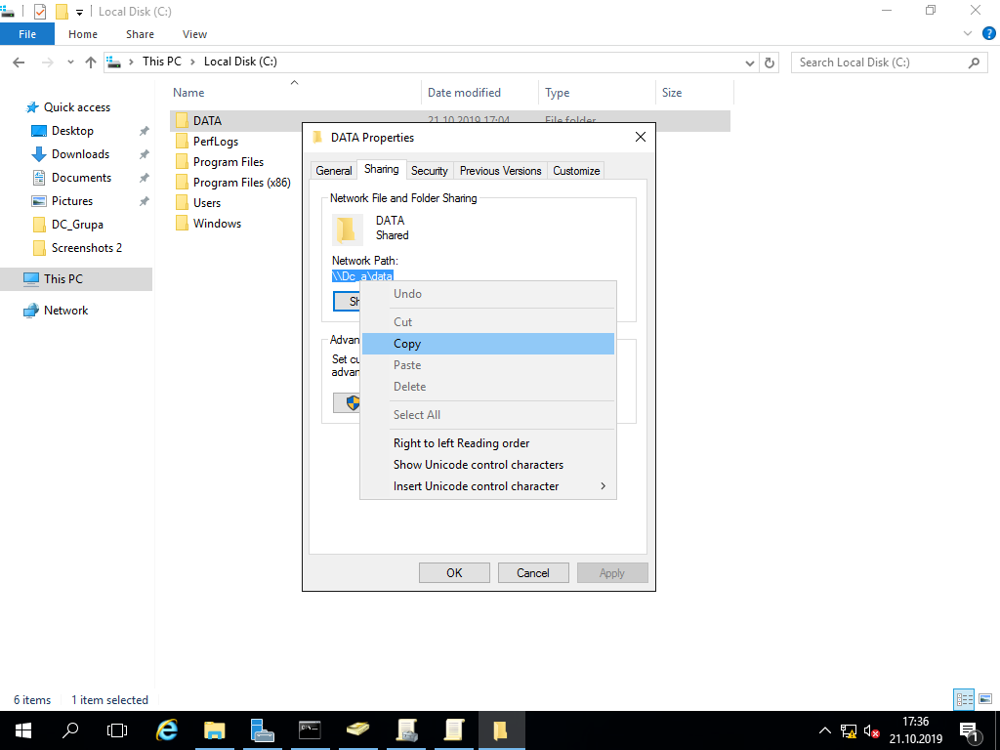 Local Disk (C:)
File Home Share View
This PC Local Disk (C:) Search Local Disk (C:)
Name Date modified Type Size
Quick access
Desktop
Downloads
Documents
Pictures
DC_Grupa
Screenshots 2
This PC
Network
DATA 21.10.2019 17:04 File folder
PerfLogs
Program Files
Program Files (x86)
Users
Windows
DATA Properties
General Sharing Security Previous Versions Customize
Network File and Folder Sharing
DATA
Shared
Network Path:
\\Dc_a\data
Sh
Advan
Set cu
advan
Undo
Cut
Copy
Paste
Delete
Select All
Right to left Reading order
Show Unicode control characters
Insert Unicode control character
OK Cancel Apply
6 items 1 item selected
17:36
21.10.2019
1